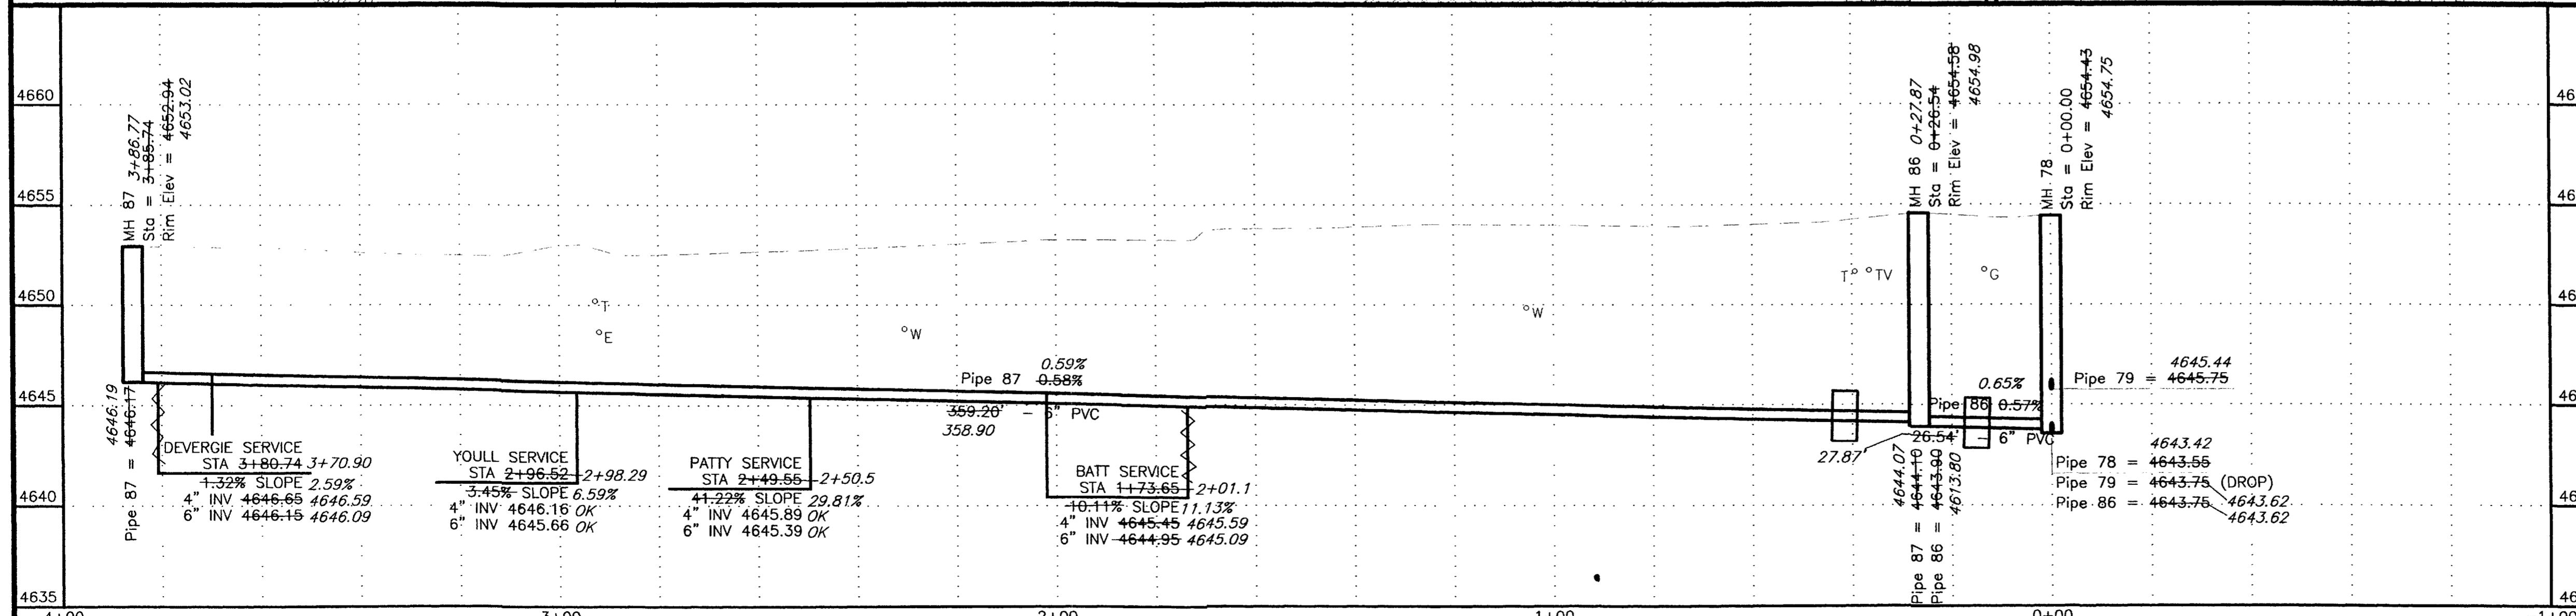 4660
4655
4650
4645
4640
4635
MH 87 3+86.77
Sta = 3+85.74
Rim Elev = 4652.94
4653.02
4646.19
Pipe 87 = 4646.17
DEVERGIE SERVICE
STA 3+80.74 3+70.90
1.32% SLOPE 2.59%
4" INV 4646.65 4646.59
6" INV 4646.15 4646.09
°T
°E
YOULL SERVICE
STA 2+96.52 2+98.29
3.45% SLOPE 6.59%
4" INV 4646.16 OK
6" INV 4645.66 OK
PATTY SERVICE
STA 2+49.55 2+50.5
41.22% SLOPE 29.81%
4" INV 4645.89 OK
6" INV 4645.39 OK
°W
0.59%
Pipe 87 0.58%
359.20' – 6" PVC
358.90
BATT SERVICE
STA 1+73.65 2+01.1
10.11% SLOPE 11.13%
4" INV 4645.45 4645.59
6" INV 4644.95 4645.09
°W
T° °TV
°G
MH 86 0+27.87
Sta = 0+26.54
Rim Elev = 4654.58
4654.98
MH 78
Sta = 0+00.00
Rim Elev = 4654.43
4654.75
0.65%
Pipe 86 0.57%
26.54' – 6" PVC
27.87'
4644.07
Pipe 87 = 4644.10
Pipe 86 = 4643.90
4613.80
4645.44
Pipe 79 = 4645.75
4643.42
Pipe 78 = 4643.55
Pipe 79 = 4643.75 (DROP)
4643.62
Pipe 86 = 4643.75
4643.62
4+00
3+00
2+00
1+00
0+00
1+00